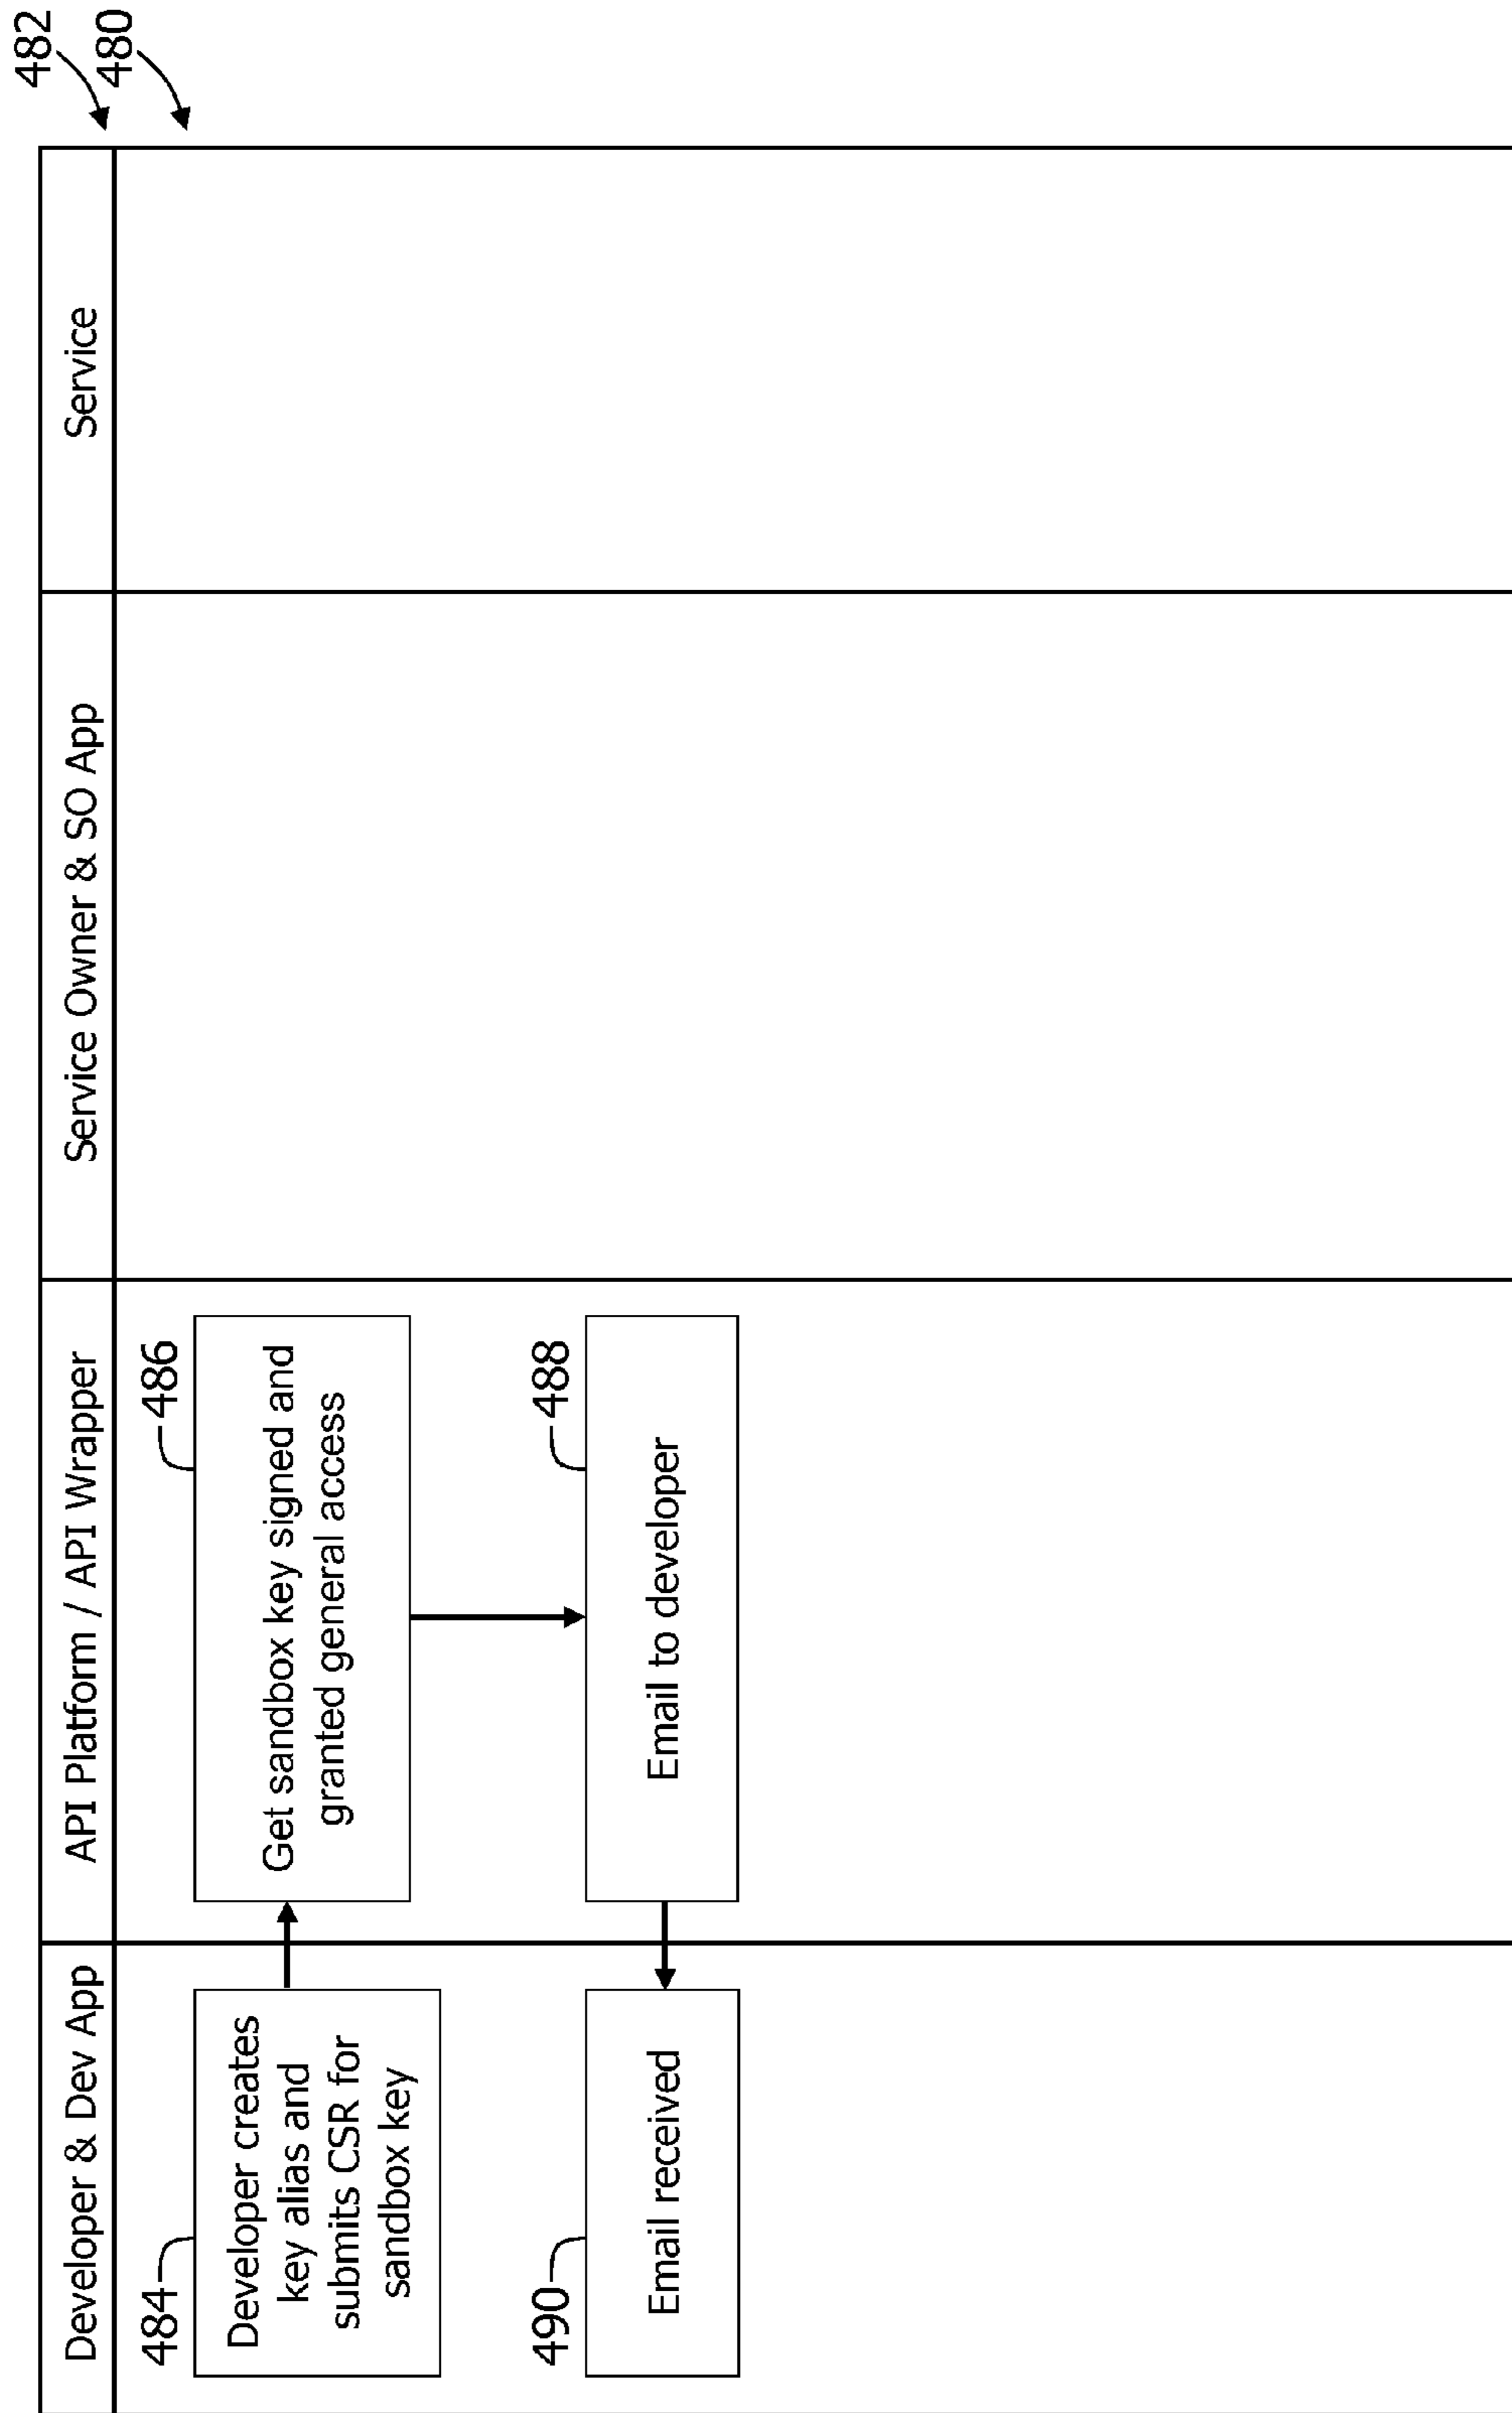 482
480
Developer & Dev App
API Platform / API Wrapper
Service Owner & SO App
Service
484
Developer creates
key alias and
submits CSR for
sandbox key
486
Get sandbox key signed and
granted general access
490
Email received
488
Email to developer